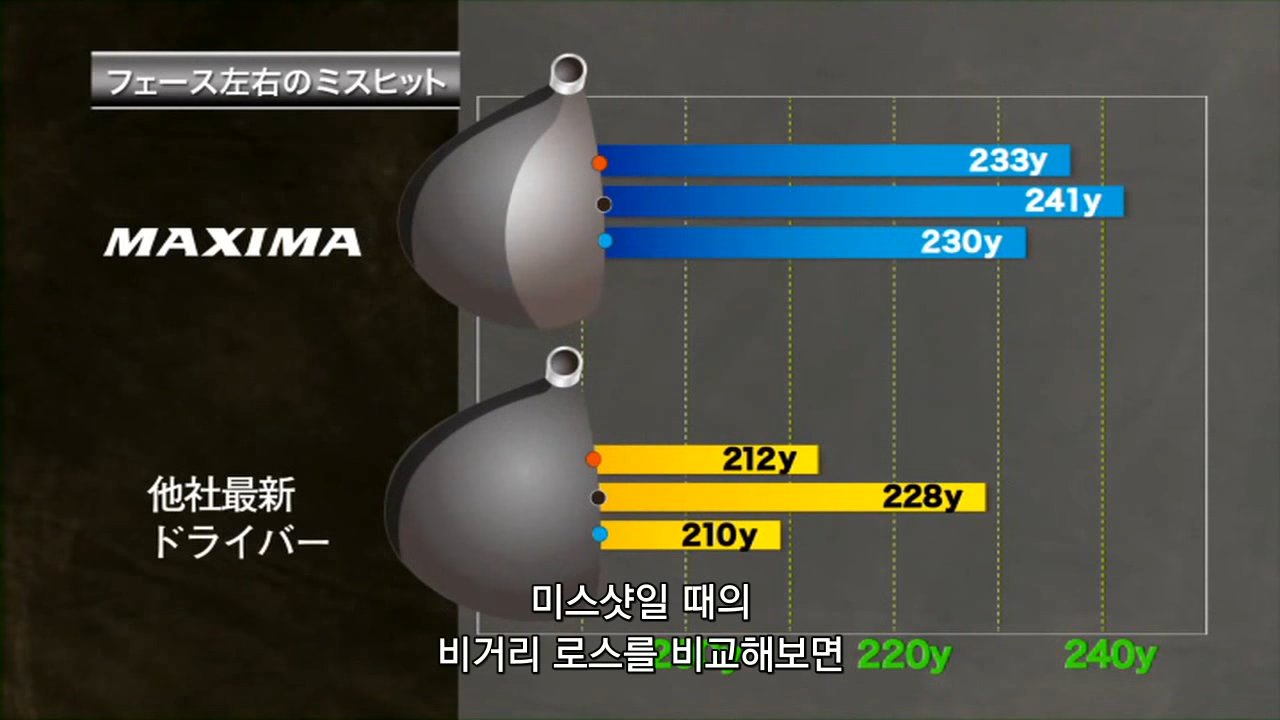 フェース左右のミスヒット
MAXIMA
233y
241y
230y
他社最新
ドライバー
212y
228y
210y
220y
240y
미스샷일 때의
비거리 로스를 비교해보면